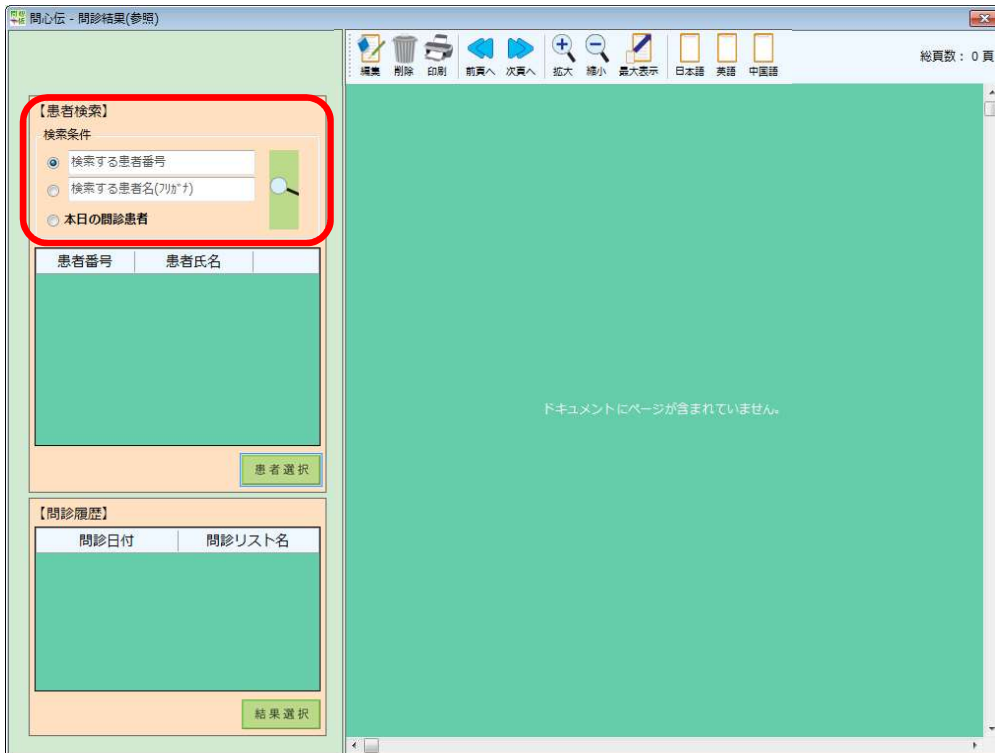 問心伝 - 問診結果(参照)
編集 削除 印刷 前頁へ 次頁へ 拡大 縮小 最大表示 日本語 英語 中国語
総頁数： 0 頁
【患者検索】
検索条件
検索する患者番号
検索する患者名(ﾌﾘｶﾞﾅ)
本日の問診患者
患者番号 患者氏名
ドキュメントにページが含まれていません。
患者選択
【問診履歴】
問診日付 問診リスト名
結果選択